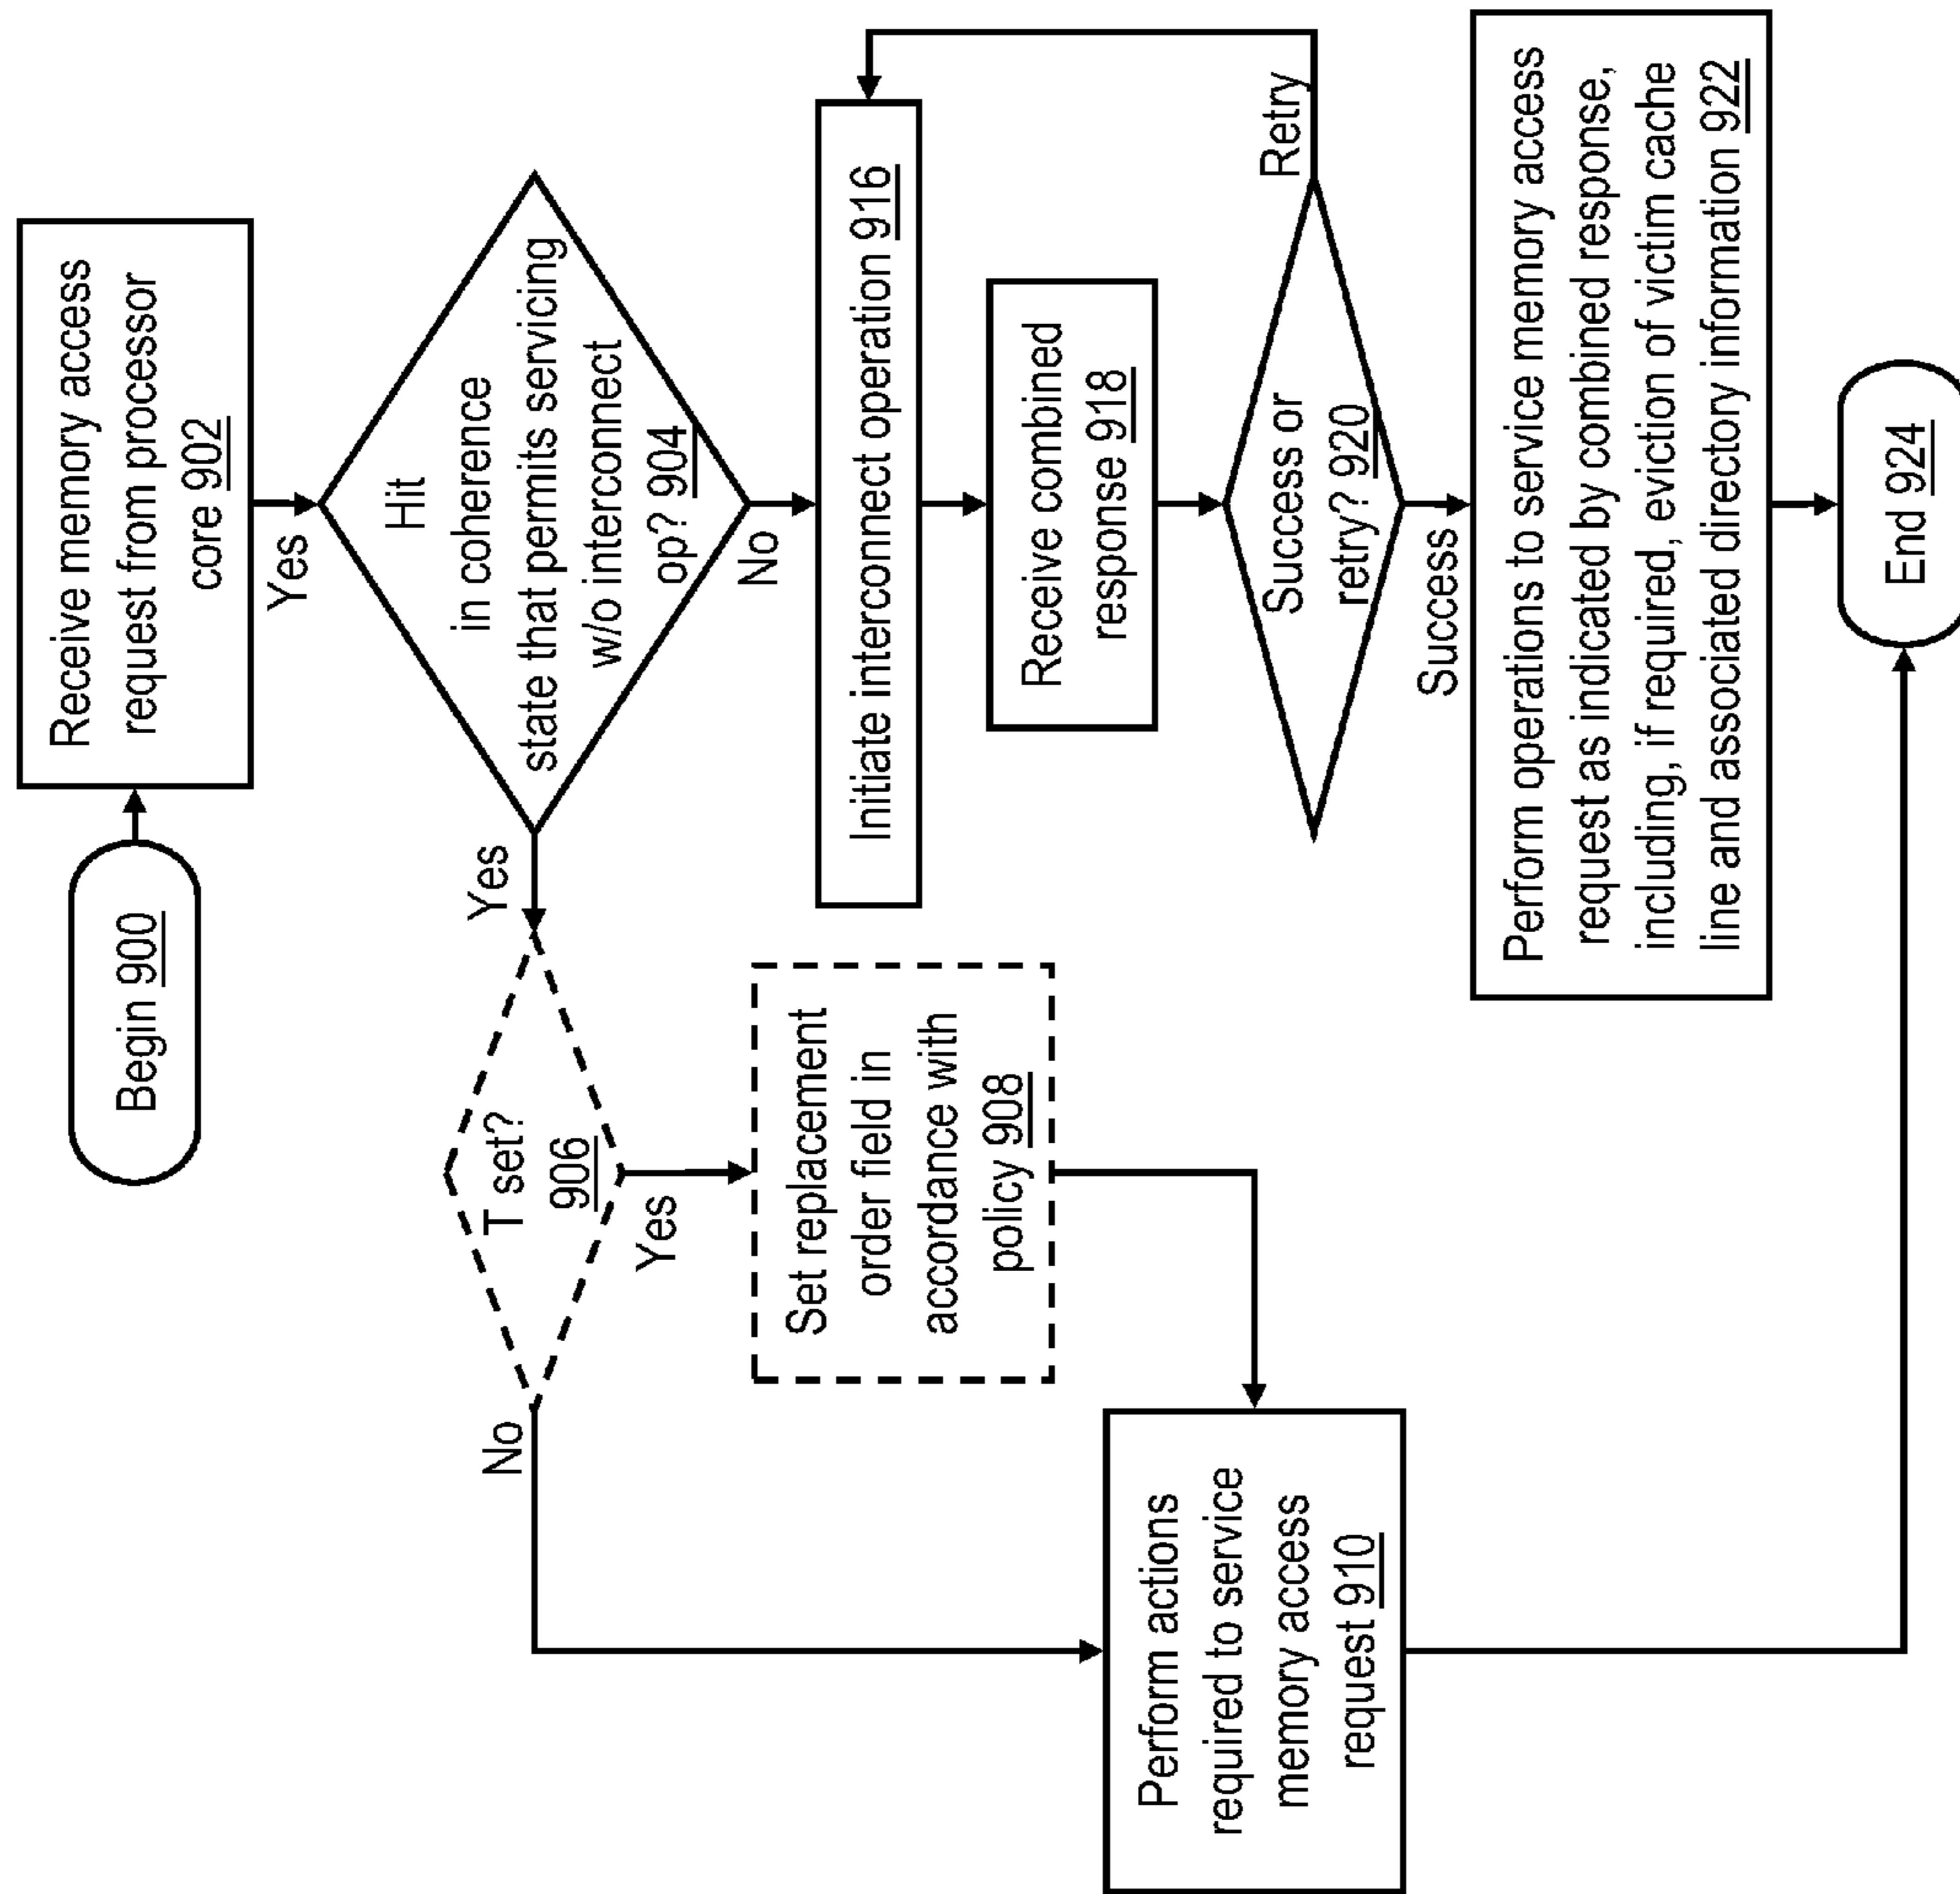 Begin 900
Receive memory access
request from processor
core 902
Yes
Hit
in coherence
state that permits servicing
w/o interconnect
op? 904
Yes
No
T set?
906
No
Yes
Set replacement
order field in
accordance with
policy 908
Perform actions
required to service
memory access
request 910
Initiate interconnect operation 916
Receive combined
response 918
Success or
retry? 920
Retry
Success
Perform operations to service memory access
request as indicated by combined response,
including, if required, eviction of victim cache
line and associated directory information 922
End 924